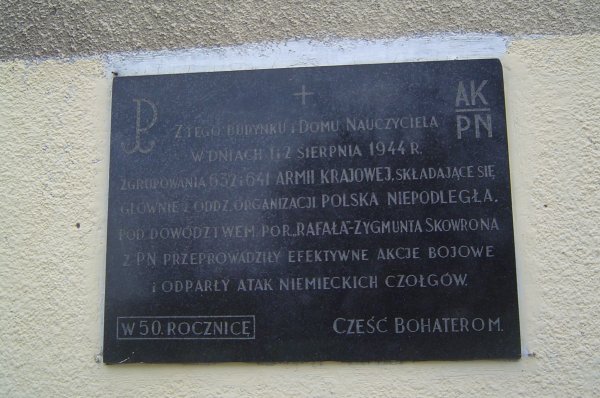 AK
PN
Z TEGO BUDYNKU I DOMU NAUCZYCIELA
W DNIACH 1 i 2 SIERPNIA 1944 R.
ZGRUPOWANIA 632 i 641 ARMII KRAJOWEJ, SKŁADAJĄCE SIĘ
GŁÓWNIE Z ODDZ. ORGANIZACJI POLSKA NIEPODLEGŁA,
POD DOWÓDZTWEM POR. „RAFAŁA”-ZYGMUNTA SKOWRONA
Z PN PRZEPROWADZIŁY EFEKTYWNE AKCJE BOJOWE
I ODPARŁY ATAK NIEMIECKICH CZOŁGÓW.
W 50. ROCZNICĘ CZEŚĆ BOHATEROM.